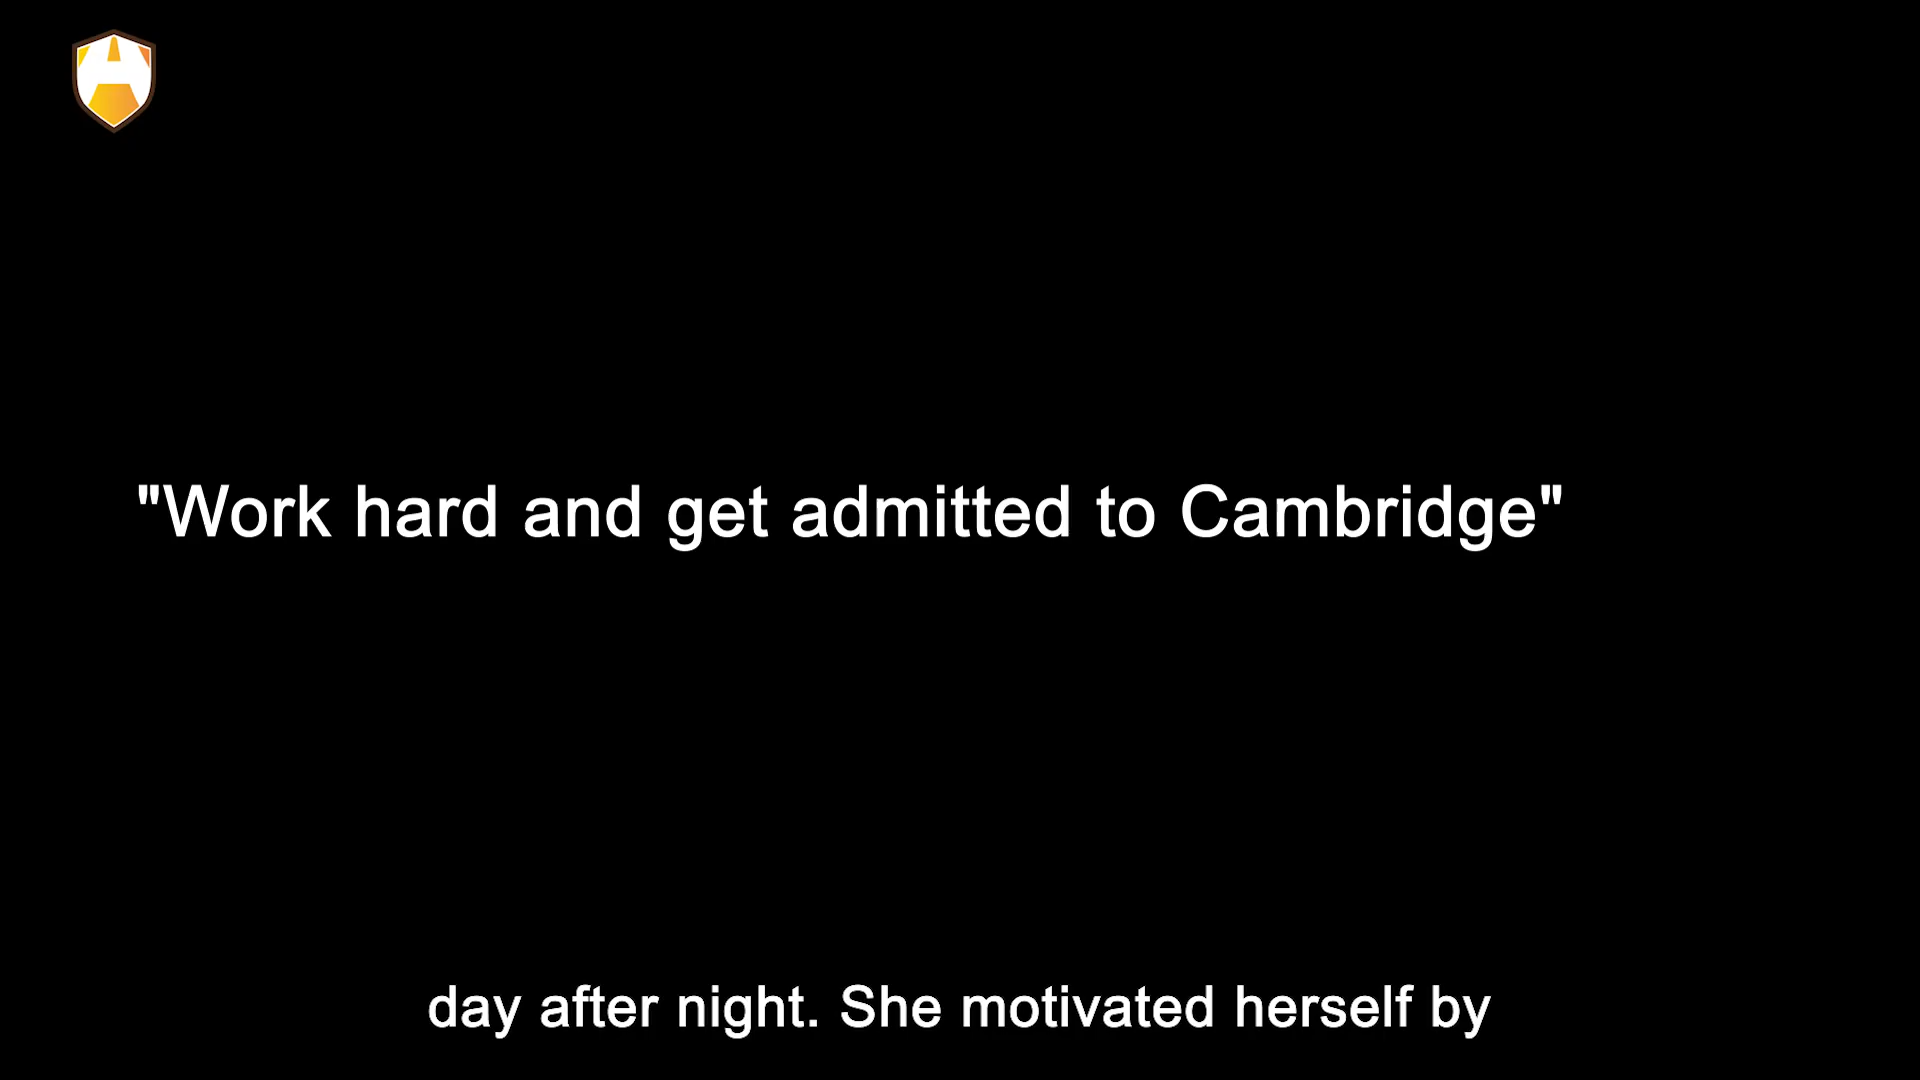 "Work hard and get admitted to Cambridge"
day after night. She motivated herself by